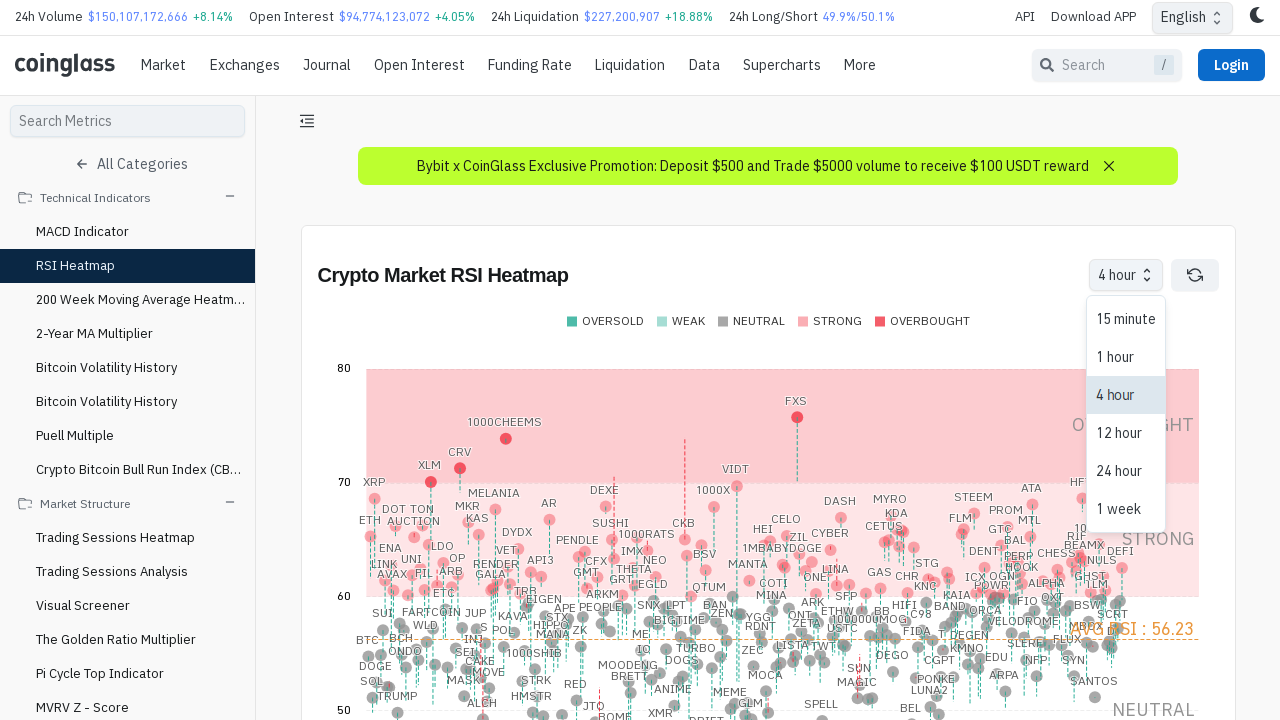 24h Volume $150,107,172,666 +8.14% Open Interest $94,774,123,072 +4.05% 24h Liquidation $227,200,907 +18.88% 24h Long/Short 49.9%/50.1% API Download APP English
coinglass Market Exchanges Journal Open Interest Funding Rate Liquidation Data Supercharts More Search / Login
Search Metrics
All Categories
Technical Indicators
MACD Indicator
RSI Heatmap
200 Week Moving Average Heatm...
2-Year MA Multiplier
Bitcoin Volatility History
Bitcoin Volatility History
Puell Multiple
Crypto Bitcoin Bull Run Index (CB...
Market Structure
Trading Sessions Heatmap
Trading Sessions Analysis
Visual Screener
The Golden Ratio Multiplier
Pi Cycle Top Indicator
MVRV Z - Score
Bybit x CoinGlass Exclusive Promotion: Deposit $500 and Trade $5000 volume to receive $100 USDT reward
Crypto Market RSI Heatmap
4 hour
15 minute
1 hour
4 hour
12 hour
24 hour
1 week
OVERSOLD WEAK NEUTRAL STRONG OVERBOUGHT
80
FXS
1000CHEEMS
CRV
XLM
VIDT
70
XRP
MELANIA
DEXE
1000X
AR
DASH
MYRO
STEEM
ATA
DOT TON
MKR
KAS
ETH
AUCTION
DYDX
SUSHI
CKB
CELO
HEI
CYBER
CETUS
KDA
FLM
PROM
MTL
STRONG
PENDLE
1000RATS
ZIL
GTC
BAL
RIF
ENA
LDO
VET
IMX
BSV
1MBABYDOGE
DENT
PERP
CHESS
BEAMX
DEFI
LINK
UNI
OP
RENDER
API3
CFX
NEO
MANTA
LINA
GAS
STG
HOOK
NULS
AVAX
FIL
ARB
GALA
GMT
THETA
GRT
EGLD
QTUM
COTI
ONE
CHR
KNC
ICX
OGN
POWR
ALPHA
GHST
ETC
TRB
EIGEN
ARKM
MINA
ARK
SFP
KAIA
60
SUI
FARTCOIN
JUP
KAVA
APE
PEOPLE
SNX
BAN
ZEN
YGG
ETHW
BB
HIFI
BAND
ORCA
FIO
BSW
WLD
POL
STX
HIPPO
MANA
ZK
BIGTIME
RDNT
ZETA
USTC
FIDA
DEGEN
VELODROME
AVG RSI : 56.23
BTC
BCH
INJ
ME
LISTA
TWT
KMNO
SLERF
FLUX
ONDO
SEI
1000SHIB
IO
TURBO
ZEC
DOGE
CAKE
MOVE
MOODENG
DOGS
SUN
DEGO
CGPT
EDU
NFP
SYN
SOL
MASK
STRK
RED
BRETT
MOCA
MAGIC
PONKE
ARPA
SANTOS
TRUMP
HMSTR
ANIME
MEME
LUNA2
ALCH
JTO
GLM
SPELL
BEL
50
BOME
XMR
NEUTRAL